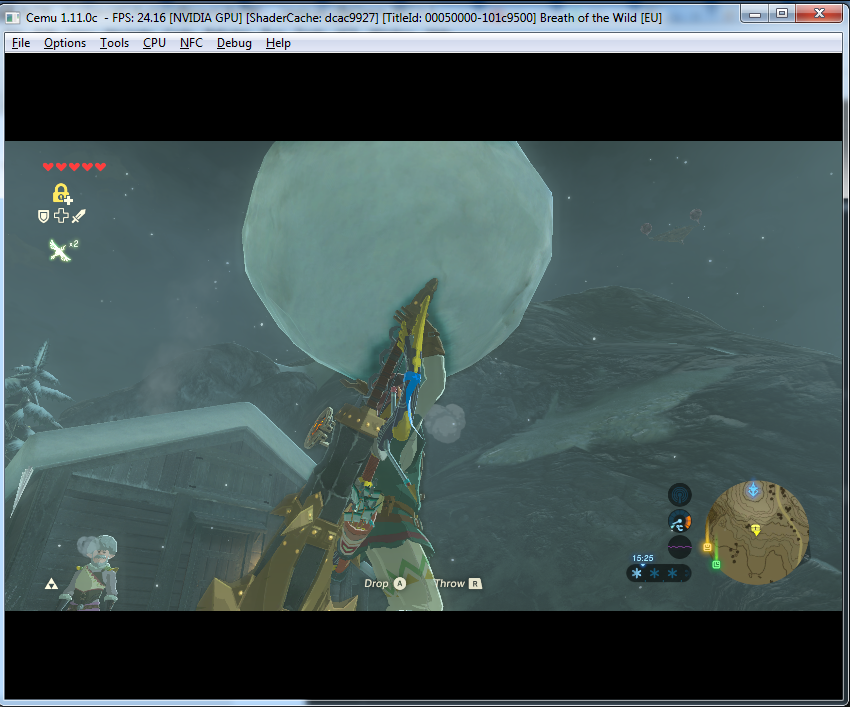 Cemu 1.11.0c - FPS: 24.16 [NVIDIA GPU] [ShaderCache: dcac9927] [TitleId: 00050000-101c9500] Breath of the Wild [EU]
File Options Tools CPU NFC Debug Help
×2
15:25
Drop A Throw R